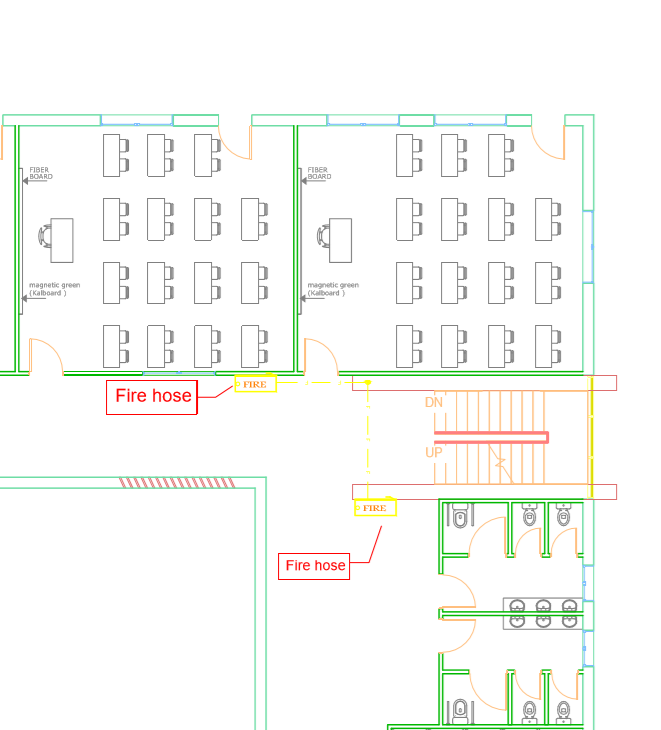 FIBER
BOARD
FIBER
BOARD
magnetic green
(Kalboard )
magnetic green
(Kalboard )
FIRE
Fire hose
DN
UP
FIRE
Fire hose